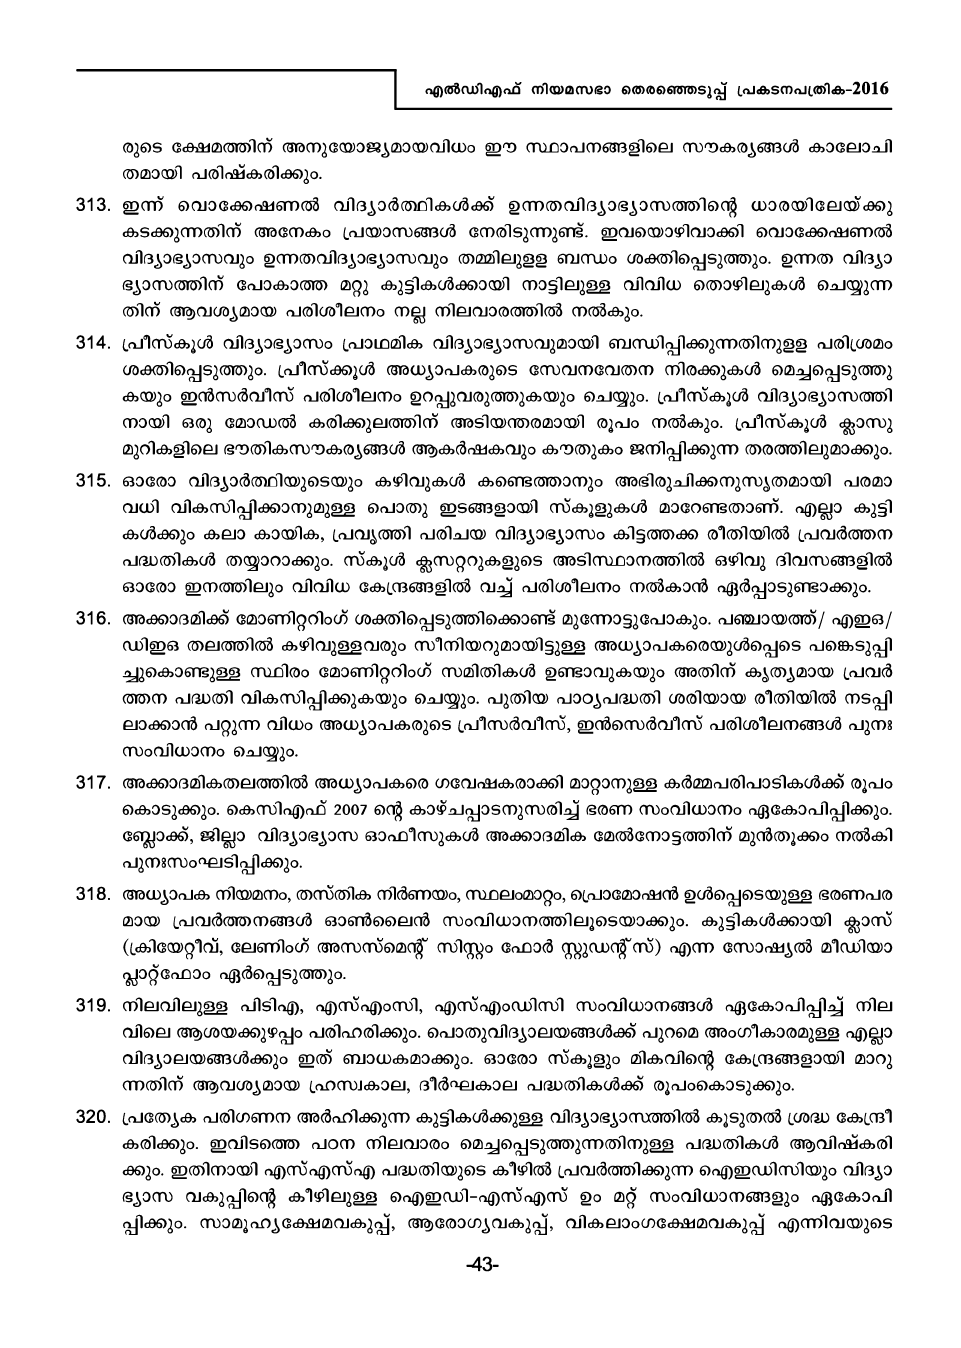 എൽഡിഎഫ് നിയമസഭാ തെരഞ്ഞെടുപ്പ് പ്രകടനപത്രിക-2016
രുടെ ക്ഷേമത്തിന് അനുയോജ്യമായവിധം ഈ സ്ഥാപനങ്ങളിലെ സൗകര്യങ്ങൾ കാലോചി
തമായി പരിഷ്കരിക്കും.
313. ഇന്ന് വൊക്കേഷണൽ വിദ്യാർത്ഥികൾക്ക് ഉന്നതവിദ്യാഭ്യാസത്തിന്റെ ധാരയിലേയ്ക്കു
കടക്കുന്നതിന് അനേകം പ്രയാസങ്ങൾ നേരിടുന്നുണ്ട്. ഇവയൊഴിവാക്കി വൊക്കേഷണൽ
വിദ്യാഭ്യാസവും ഉന്നതവിദ്യാഭ്യാസവും തമ്മിലുളള ബന്ധം ശക്തിപ്പെടുത്തും. ഉന്നത വിദ്യാ
ഭ്യാസത്തിന് പോകാത്ത മറ്റു കുട്ടികൾക്കായി നാട്ടിലുള്ള വിവിധ തൊഴിലുകൾ ചെയ്യുന്ന
തിന് ആവശ്യമായ പരിശീലനം നല്ല നിലവാരത്തിൽ നൽകും.
314. പ്രീസ്കൂൾ വിദ്യാഭ്യാസം പ്രാഥമിക വിദ്യാഭ്യാസവുമായി ബന്ധിപ്പിക്കുന്നതിനുളള പരിശ്രമം
ശക്തിപ്പെടുത്തും. പ്രീസ്ക്കൂൾ അധ്യാപകരുടെ സേവനവേതന നിരക്കുകൾ മെച്ചപ്പെടുത്തു
കയും ഇൻസർവീസ് പരിശീലനം ഉറപ്പുവരുത്തുകയും ചെയ്യും. പ്രീസ്കൂൾ വിദ്യാഭ്യാസത്തി
നായി ഒരു മോഡൽ കരിക്കുലത്തിന് അടിയന്തരമായി രൂപം നൽകും. പ്രീസ്കൂൾ ക്ലാസു
മുറികളിലെ ഭൗതികസൗകര്യങ്ങൾ ആകർഷകവും കൗതുകം ജനിപ്പിക്കുന്ന തരത്തിലുമാക്കും.
315. ഓരോ വിദ്യാർത്ഥിയുടെയും കഴിവുകൾ കണ്ടെത്താനും അഭിരുചിക്കനുസൃതമായി പരമാ
വധി വികസിപ്പിക്കാനുമുള്ള പൊതു ഇടങ്ങളായി സ്കൂളുകൾ മാറേണ്ടതാണ്. എല്ലാ കുട്ടി
കൾക്കും കലാ കായിക, പ്രവൃത്തി പരിചയ വിദ്യാഭ്യാസം കിട്ടത്തക്ക രീതിയിൽ പ്രവർത്തന
പദ്ധതികൾ തയ്യാറാക്കും. സ്കൂൾ ക്ലസറ്ററുകളുടെ അടിസ്ഥാനത്തിൽ ഒഴിവു ദിവസങ്ങളിൽ
ഓരോ ഇനത്തിലും വിവിധ കേന്ദ്രങ്ങളിൽ വച്ച് പരിശീലനം നൽകാൻ ഏർപ്പാടുണ്ടാക്കും.
316. അക്കാദമിക്ക് മോണിറ്ററിംഗ് ശക്തിപ്പെടുത്തിക്കൊണ്ട് മുന്നോട്ടുപോകും. പഞ്ചായത്ത്/ എഇഒ/
ഡിഇഒ തലത്തിൽ കഴിവുള്ളവരും സീനിയറുമായിട്ടുള്ള അധ്യാപകരെയുൾപ്പെടെ പങ്കെടുപ്പി
ച്ചുകൊണ്ടുള്ള സ്ഥിരം മോണിറ്ററിംഗ് സമിതികൾ ഉണ്ടാവുകയും അതിന് കൃത്യമായ പ്രവർ
ത്തന പദ്ധതി വികസിപ്പിക്കുകയും ചെയ്യും. പുതിയ പാഠ്യപദ്ധതി ശരിയായ രീതിയിൽ നടപ്പി
ലാക്കാൻ പറ്റുന്ന വിധം അധ്യാപകരുടെ പ്രീസർവീസ്, ഇൻസെർവീസ് പരിശീലനങ്ങൾ പുനഃ
സംവിധാനം ചെയ്യും.
317. അക്കാദമികതലത്തിൽ അധ്യാപകരെ ഗവേഷകരാക്കി മാറ്റാനുള്ള കർമ്മപരിപാടികൾക്ക് രൂപം
കൊടുക്കും. കെസിഎഫ് 2007 ന്റെ കാഴ്ചപ്പാടനുസരിച്ച് ഭരണ സംവിധാനം ഏകോപിപ്പിക്കും.
ബ്ലോക്ക്, ജില്ലാ വിദ്യാഭ്യാസ ഓഫീസുകൾ അക്കാദമിക മേൽനോട്ടത്തിന് മുൻതൂക്കം നൽകി
പുനഃസംഘടിപ്പിക്കും.
318. അധ്യാപക നിയമനം, തസ്തിക നിർണയം, സ്ഥലംമാറ്റം, പ്രൊമോഷൻ ഉൾപ്പെടെയുള്ള ഭരണപര
മായ പ്രവർത്തനങ്ങൾ ഓൺലൈൻ സംവിധാനത്തിലൂടെയാക്കും. കുട്ടികൾക്കായി ക്ലാസ്
(ക്രിയേറ്റീവ്, ലേണിംഗ് അസസ്മെന്റ് സിസ്റ്റം ഫോർ സ്റ്റുഡന്റ്സ്) എന്ന സോഷ്യൽ മീഡിയാ
പ്ലാറ്റ്ഫോം ഏർപ്പെടുത്തും.
319. നിലവിലുള്ള പിടിഎ, എസ്എംസി, എസ്എംഡിസി സംവിധാനങ്ങൾ ഏകോപിപ്പിച്ച് നില
വിലെ ആശയക്കുഴപ്പം പരിഹരിക്കും. പൊതുവിദ്യാലയങ്ങൾക്ക് പുറമെ അംഗീകാരമുള്ള എല്ലാ
വിദ്യാലയങ്ങൾക്കും ഇത് ബാധകമാക്കും. ഓരോ സ്കൂളും മികവിന്റെ കേന്ദ്രങ്ങളായി മാറു
ന്നതിന് ആവശ്യമായ ഹ്രസ്വകാല, ദീർഘകാല പദ്ധതികൾക്ക് രൂപംകൊടുക്കും.
320. പ്രത്യേക പരിഗണന അർഹിക്കുന്ന കുട്ടികൾക്കുള്ള വിദ്യാഭ്യാസത്തിൽ കൂടുതൽ ശ്രദ്ധ കേന്ദ്രീ
കരിക്കും. ഇവിടത്തെ പഠന നിലവാരം മെച്ചപ്പെടുത്തുന്നതിനുള്ള പദ്ധതികൾ ആവിഷ്കരി
ക്കും. ഇതിനായി എസ്എസ്എ പദ്ധതിയുടെ കീഴിൽ പ്രവർത്തിക്കുന്ന ഐഇഡിസിയും വിദ്യാ
ഭ്യാസ വകുപ്പിന്റെ കീഴിലുള്ള ഐഇഡി-എസ്എസ് ഉം മറ്റ് സംവിധാനങ്ങളും ഏകോപി
പ്പിക്കും. സാമൂഹ്യക്ഷേമവകുപ്പ്, ആരോഗ്യവകുപ്പ്, വികലാംഗക്ഷേമവകുപ്പ് എന്നിവയുടെ
-43-